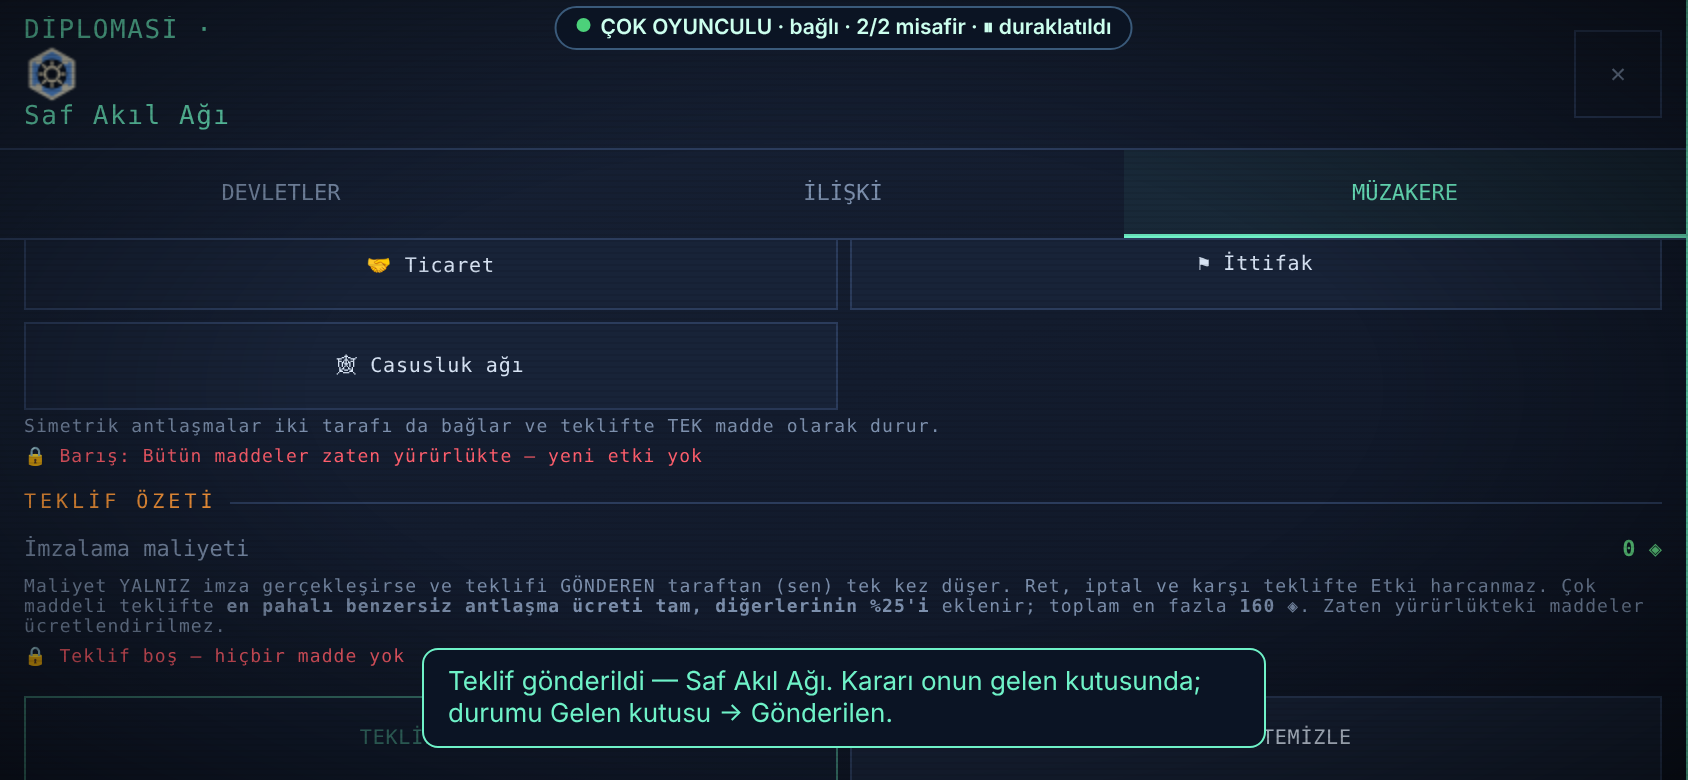 DİPLOMASİ ·
ÇOK OYUNCULU · bağlı · 2/2 misafir · ⏸ duraklatıldı
×
Saf Akıl Ağı
DEVLETLER
İLİŞKİ
MÜZAKERE
🤝 Ticaret
⚑ İttifak
🕸 Casusluk ağı
Simetrik antlaşmalar iki tarafı da bağlar ve teklifte TEK madde olarak durur.
🔒 Barış: Bütün maddeler zaten yürürlükte — yeni etki yok
TEKLİF ÖZETİ
İmzalama maliyeti
0 ◈
Maliyet YALNIZ imza gerçekleşirse ve teklifi GÖNDEREN taraftan (sen) tek kez düşer. Ret, iptal ve karşı teklifte Etki harcanmaz. Çok
maddeli teklifte en pahalı benzersiz antlaşma ücreti tam, diğerlerinin %25'i eklenir; toplam en fazla 160 ◈. Zaten yürürlükteki maddeler
ücretlendirilmez.
🔒 Teklif boş — hiçbir madde yok
Teklif gönderildi — Saf Akıl Ağı. Kararı onun gelen kutusunda;
durumu Gelen kutusu → Gönderilen.
TEMİZLE